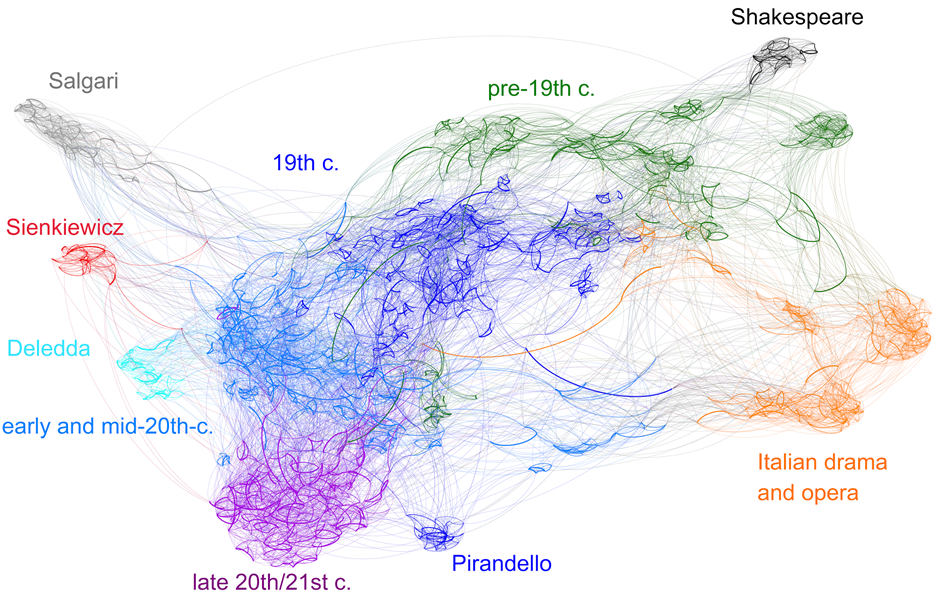 Shakespeare
Salgari
pre-19th c.
19th c.
Sienkiewicz
Deledda
early and mid-20th-c.
Italian drama
and opera
Pirandello
late 20th/21st c.